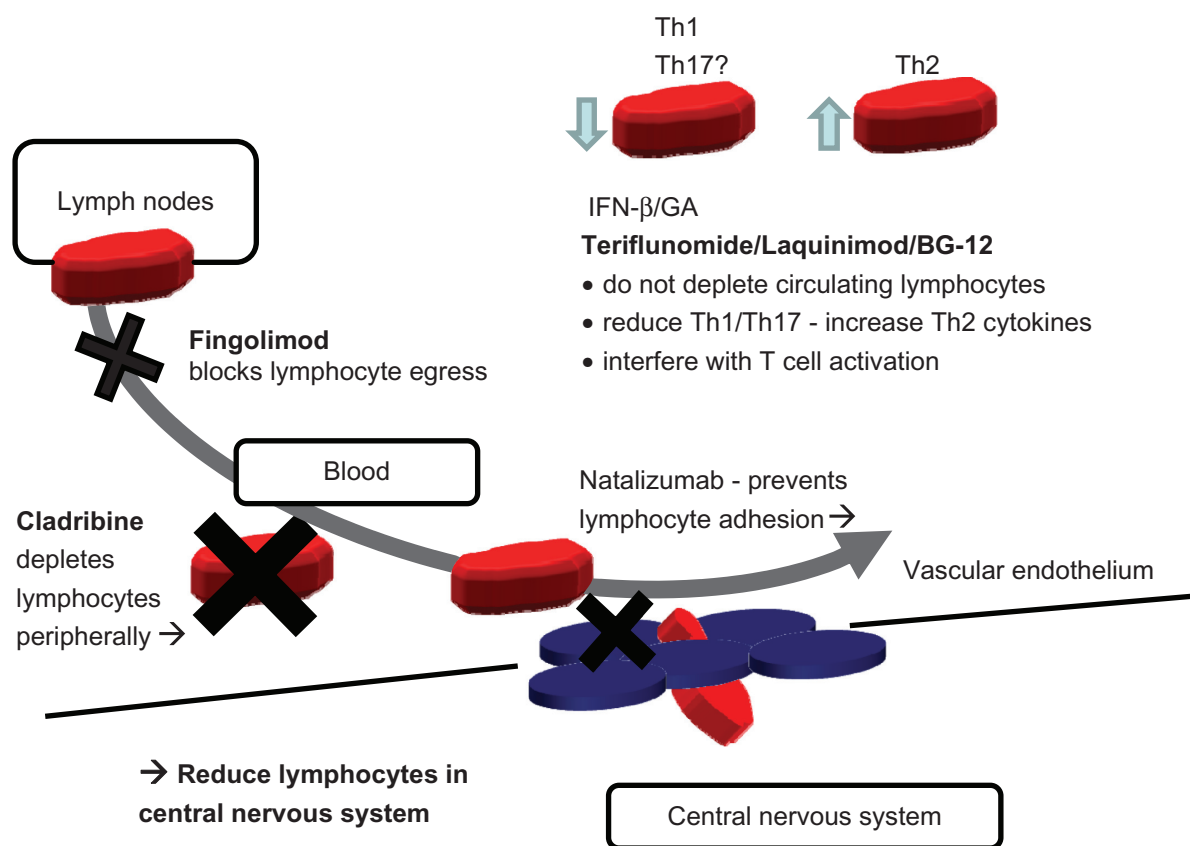 Th1
Th17?
Th2
Lymph nodes
IFN-β/GA
Teriflunomide/Laquinimod/BG-12
• do not deplete circulating lymphocytes
• reduce Th1/Th17 - increase Th2 cytokines
• interfere with T cell activation
Fingolimod
blocks lymphocyte egress
Blood
Natalizumab - prevents
lymphocyte adhesion →
Cladribine
depletes
lymphocytes
peripherally →
Vascular endothelium
→ Reduce lymphocytes in
central nervous system
Central nervous system